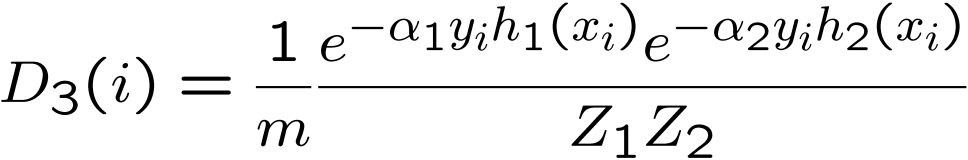 D_3(i) = \frac{1}{m} \frac{e^{-\alpha_1 y_i h_1(x_i)} e^{-\alpha_2 y_i h_2(x_i)}}{Z_1 Z_2}